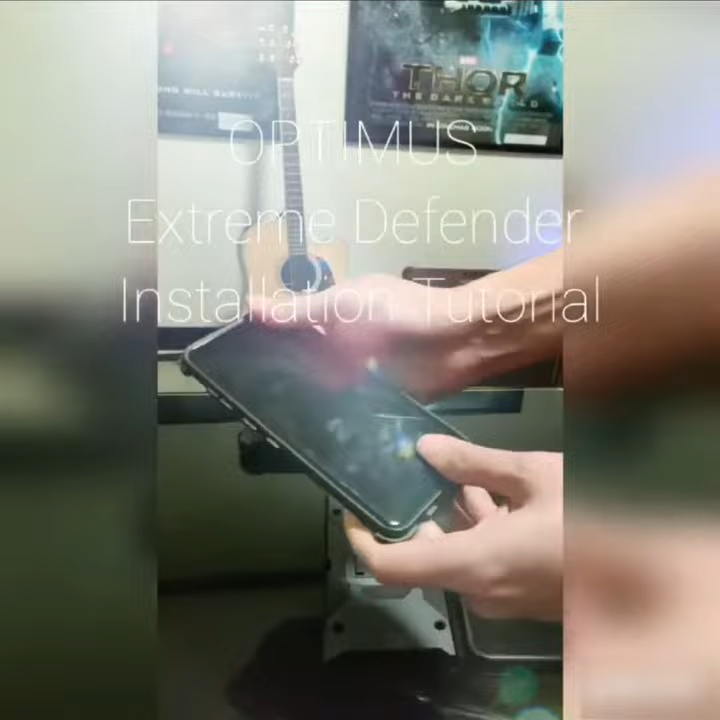 THOR
THE DARK WORLD
OPTIMUS
Extreme Defender
Installation Tutorial